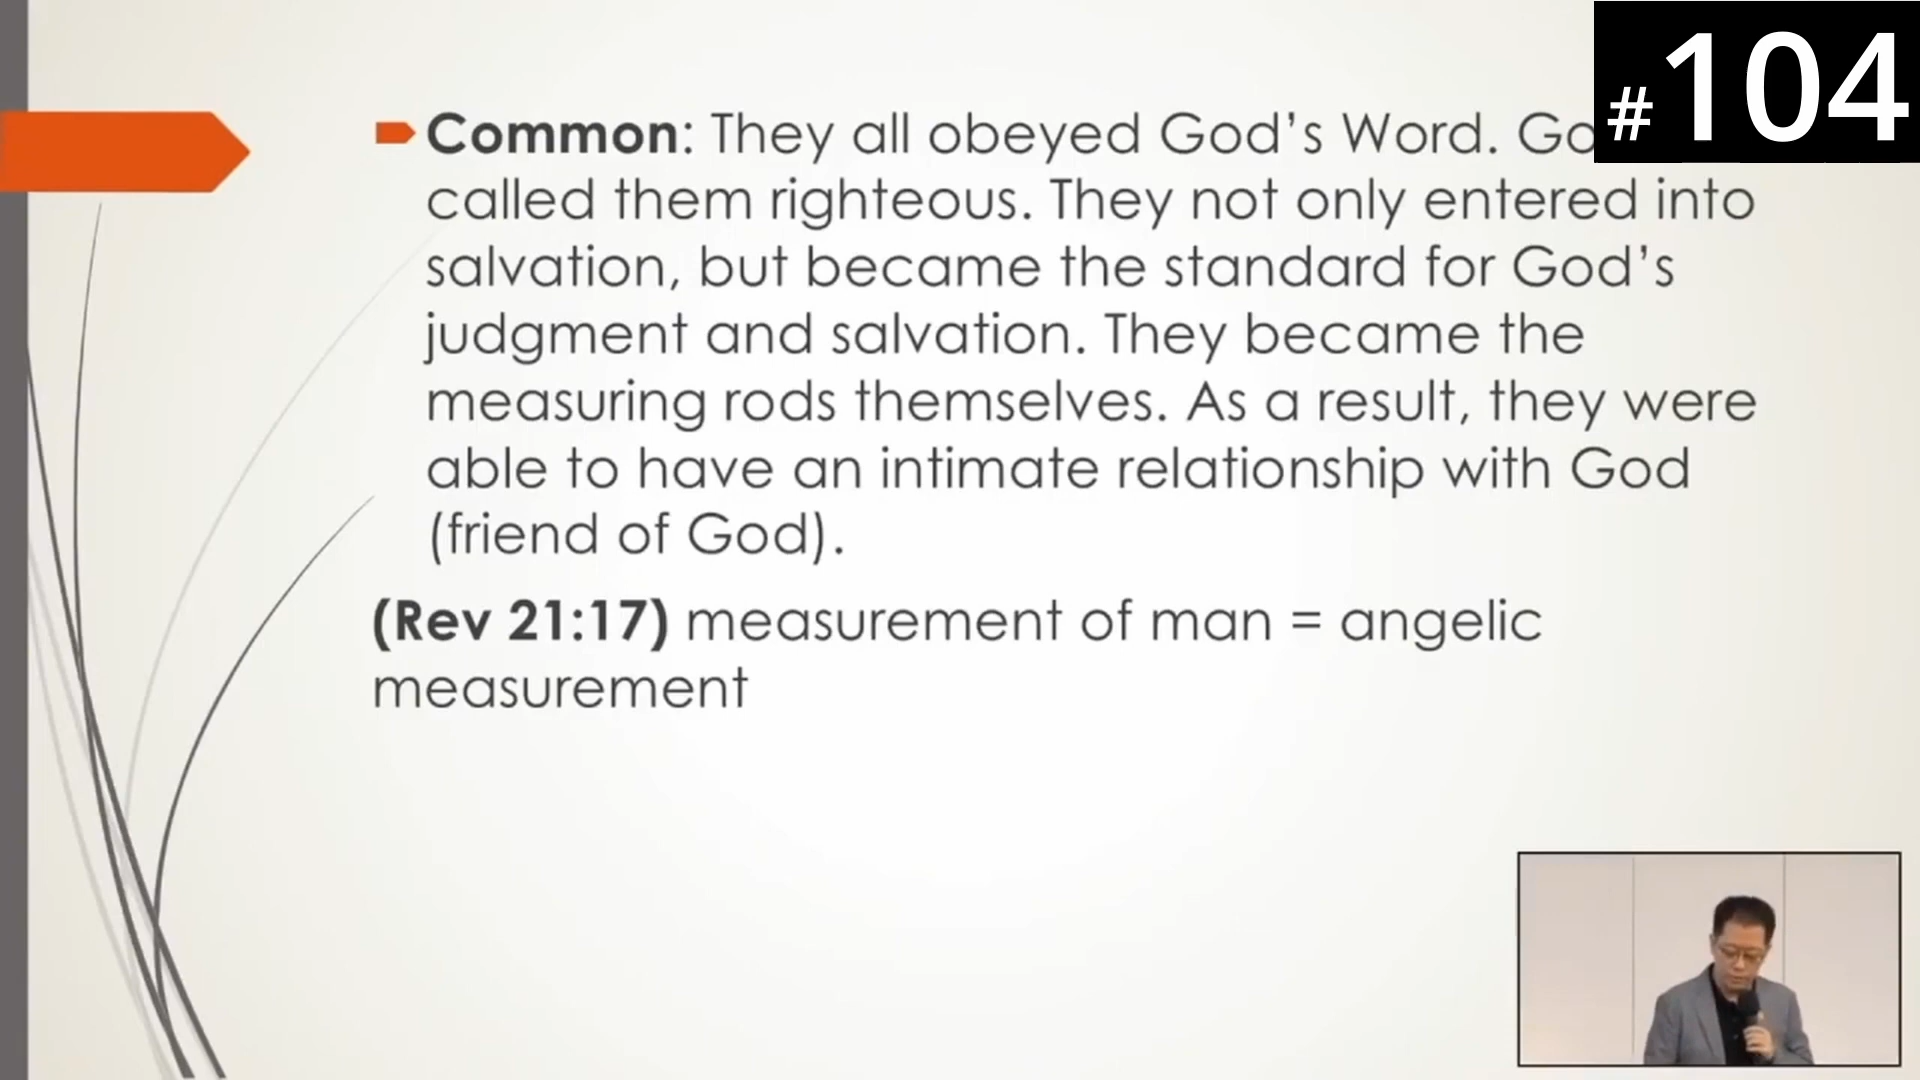 #104
Common: They all obeyed God’s Word.
called them righteous. They not only entered into
salvation, but became the standard for God’s
judgment and salvation. They became the
measuring rods themselves. As a result, they were
able to have an intimate relationship with God
(friend of God).
(Rev 21:17) measurement of man = angelic
measurement